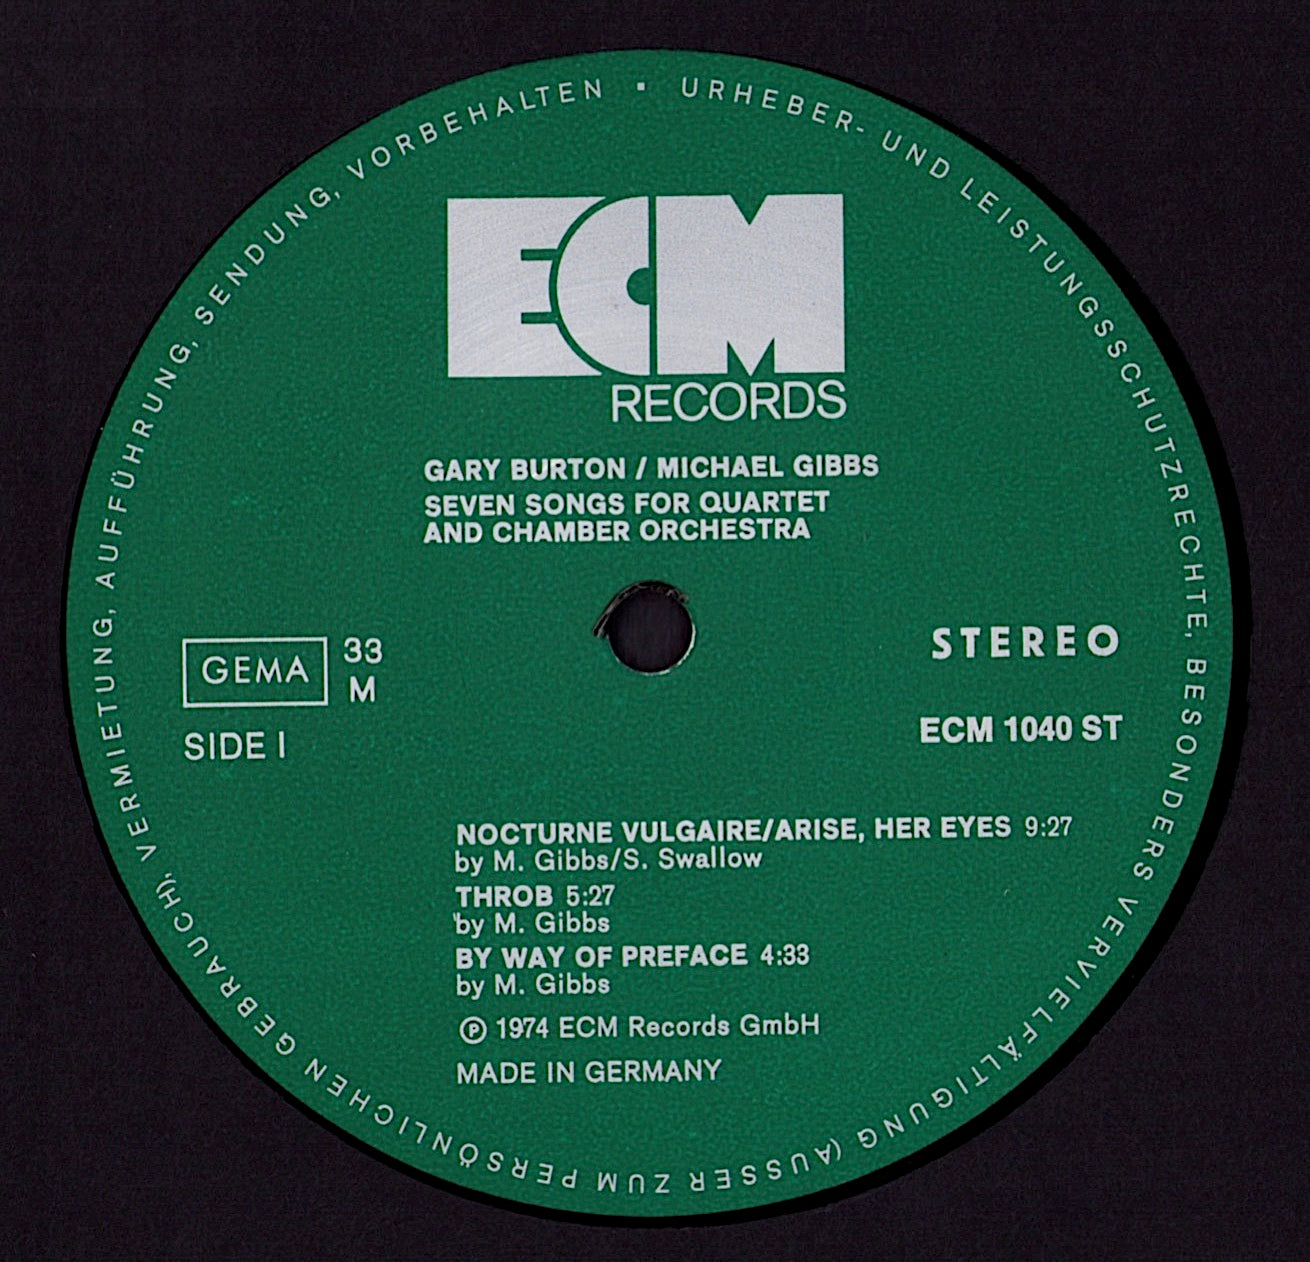 URHEBER- UND LEISTUNGSSCHUTZRECHTE, BESONDERS VERVIELFÄLTIGUNG (AUSSER ZUM PERSÖNLICHEN GEBRAUCH), VERMIETUNG, AUFFÜHRUNG, SENDUNG, VORBEHALTEN ▪
ECM
RECORDS
GARY BURTON / MICHAEL GIBBS
SEVEN SONGS FOR QUARTET
AND CHAMBER ORCHESTRA
GEMA 33
M
STEREO
SIDE I
ECM 1040 ST
NOCTURNE VULGAIRE/ARISE, HER EYES 9:27
by M. Gibbs/S. Swallow
THROB 5:27
by M. Gibbs
BY WAY OF PREFACE 4:33
by M. Gibbs
℗ 1974 ECM Records GmbH
MADE IN GERMANY